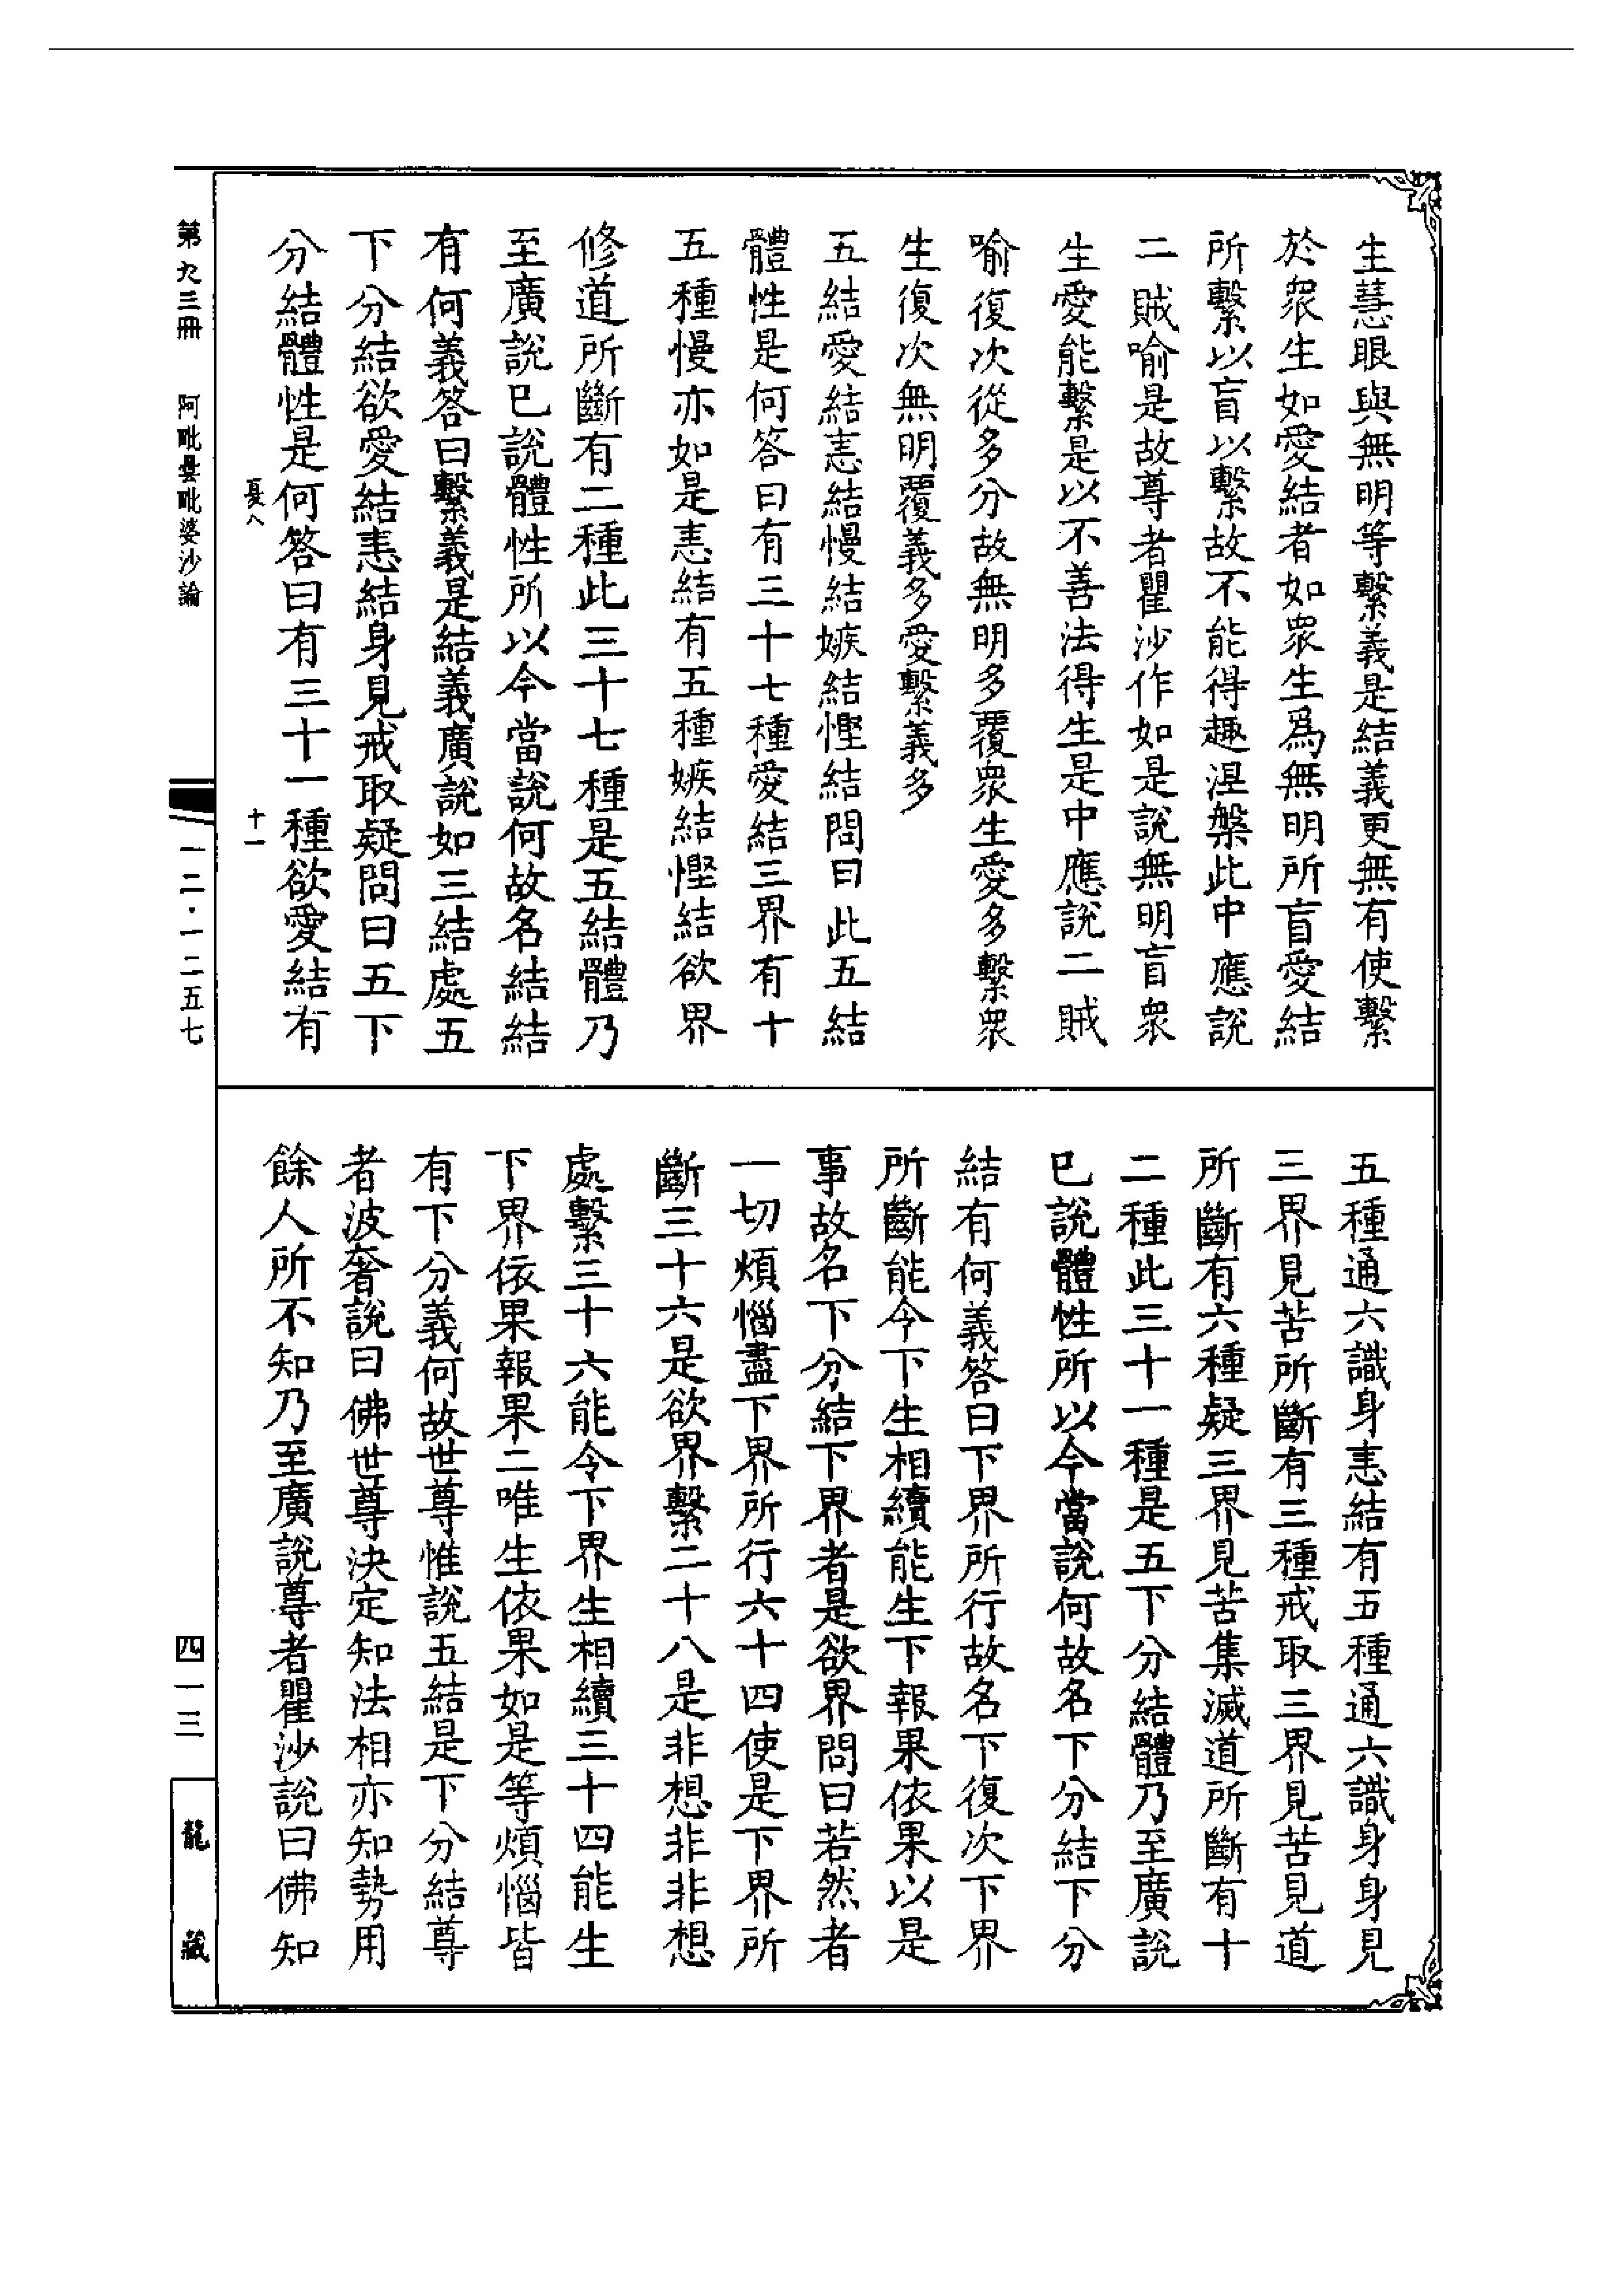 生慧眼與無明等繫義是結義更無有使繫
於衆生如愛結者如衆生爲無明所盲愛結
所繫以盲以繫故不能得趣涅槃此中應說
二賊喻是故尊者瞿沙作如是說無明盲衆
生愛能繫是以不善法得生是中應說二賊
喻復次從多分故無明多覆衆生愛多繫衆
生復次無明覆義多愛繫義多
五結愛結恚結慢結嫉結慳結問曰此五結
體性是何答曰有三十七種愛結三界有十
五種慢亦如是恚結有五種嫉結慳結欲界
修道所斷有二種此三十七種是五結體乃
至廣說已說體性所以今當說何故名結結
有何義答曰繫義是結義廣說如三結處五
下分結欲愛結恚結身見戒取疑問曰五下
分結體性是何答曰有三十一種欲愛結有
五種通六識身恚結有五種通六識身身見
三界見苦所斷有三種戒取三界見苦見道
所斷有六種疑三界見苦集滅道所斷有十
二種此三十一種是五下分結體乃至廣說
已說體性所以今當說何故名下分結下分
結有何義答曰下界所行故名下復次下界
所斷能令下生相續能生下報果依果以是
事故名下分結下界者是欲界問曰若然者
一切煩惱盡下界所行六十四使是下界所
斷三十六是欲界繫二十八是非想非非想
處繫三十六能令下界生相續三十四能生
下界依果報果二唯生依果如是等煩惱皆
有下分義何故世尊惟說五結是下分結尊
者波奢說曰佛世尊決定知法相亦知勢用
餘人所不知乃至廣說尊者瞿沙說曰佛知
夏八
十一
第九三冊
阿毗曇毗婆沙論
一二·一二五七
四一三
龍藏